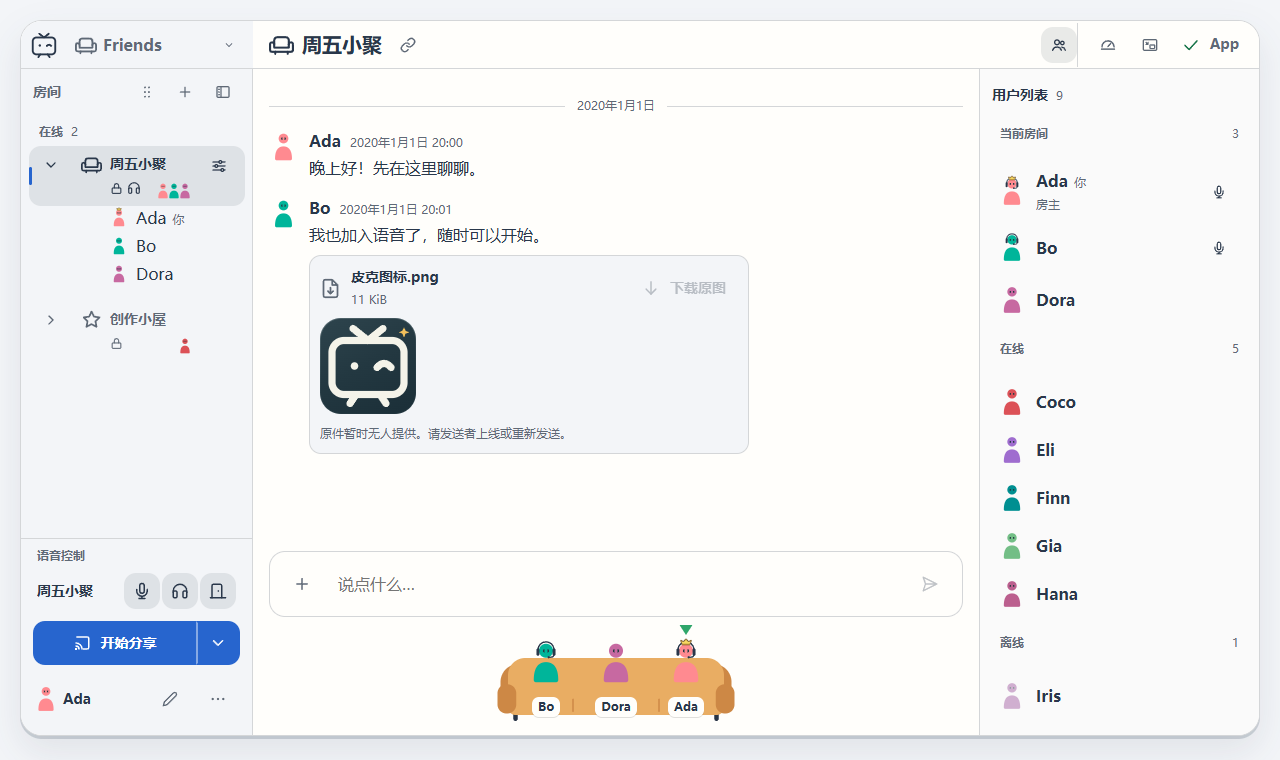 Friends
周五小聚
App
房间
在线 2
周五小聚
Ada 你
Bo
Dora
创作小屋
语音控制
周五小聚
开始分享
Ada
2020年1月1日
Ada 2020年1月1日 20:00
晚上好！先在这里聊聊。
Bo 2020年1月1日 20:01
我也加入语音了，随时可以开始。
皮克图标.png
11 KiB
下载原图
原件暂时无人提供。请发送者上线或重新发送。
说点什么...
Bo
Dora
Ada
用户列表 9
当前房间 3
Ada 你
房主
Bo
Dora
在线 5
Coco
Eli
Finn
Gia
Hana
离线 1
Iris